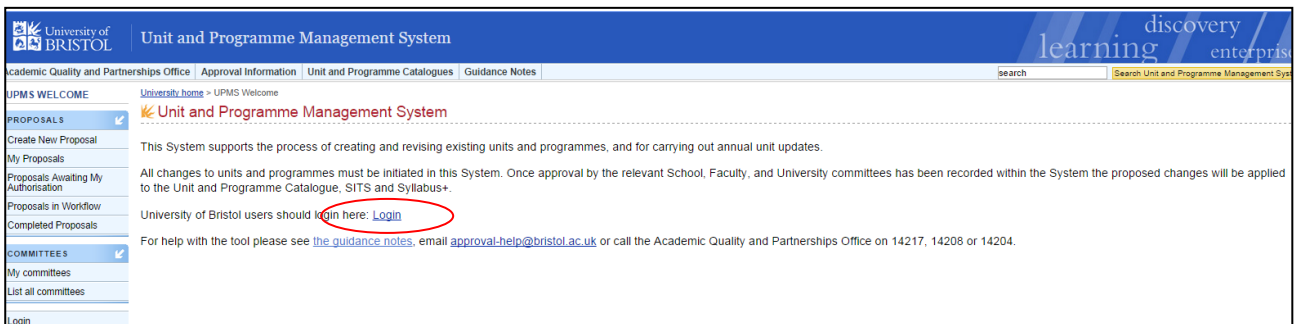 University of
BRISTOL
Unit and Programme Management System
discovery
learning
enterprise
Academic Quality and Partnerships Office
Approval Information
Unit and Programme Catalogues
Guidance Notes
search
Search Unit and Programme Management Syst
UPMS WELCOME
University home > UPMS Welcome
PROPOSALS
Create New Proposal
My Proposals
Proposals Awaiting My
Authorisation
Proposals in Workflow
Completed Proposals
COMMITTEES
My committees
List all committees
Login
Unit and Programme Management System
This System supports the process of creating and revising existing units and programmes, and for carrying out annual unit updates.
All changes to units and programmes must be initiated in this System. Once approval by the relevant School, Faculty, and University committees has been recorded within the System the proposed changes will be applied
to the Unit and Programme Catalogue, SITS and Syllabus+.
University of Bristol users should login here: Login
For help with the tool please see the guidance notes, email approval-help@bristol.ac.uk or call the Academic Quality and Partnerships Office on 14217, 14208 or 14204.